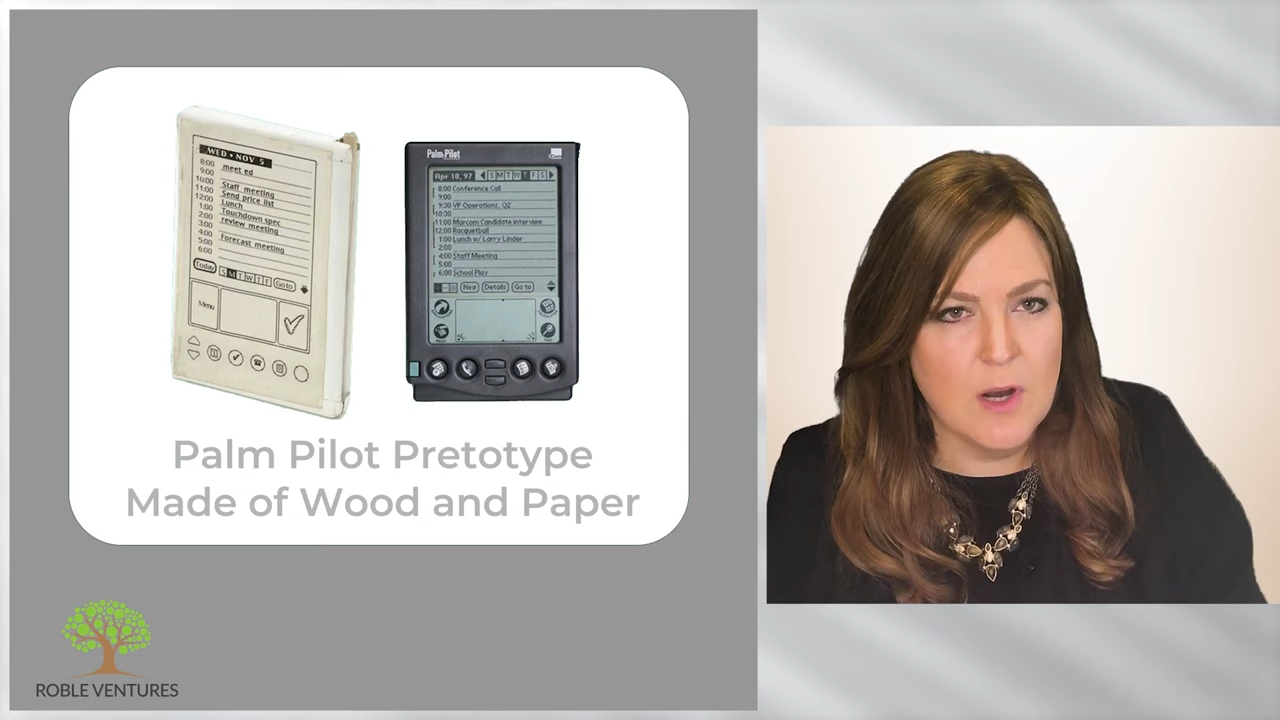 WED • NOV 5
8:00 meet ed
9:00
10:00 Staff meeting
11:00 Send price list
12:00 Lunch
1:00 Touchdown spec
2:00 review meeting
3:00
4:00 Forecast meeting
5:00
6:00
Today S M T W T F Go to
Menu
PalmPilot
Apr 10, 97 S M T W T F S
8:00 Conference Call
9:00
9:30 VP Operations, Q2
10:30
11:00 Marcom Candidate interview
12:00 Racquetball
1:00 Lunch w/ Larry Linder
2:00
4:00 Staff Meeting
5:00
6:00 School Play
New Details Go to
Palm Pilot Pretotype
Made of Wood and Paper
ROBLE VENTURES